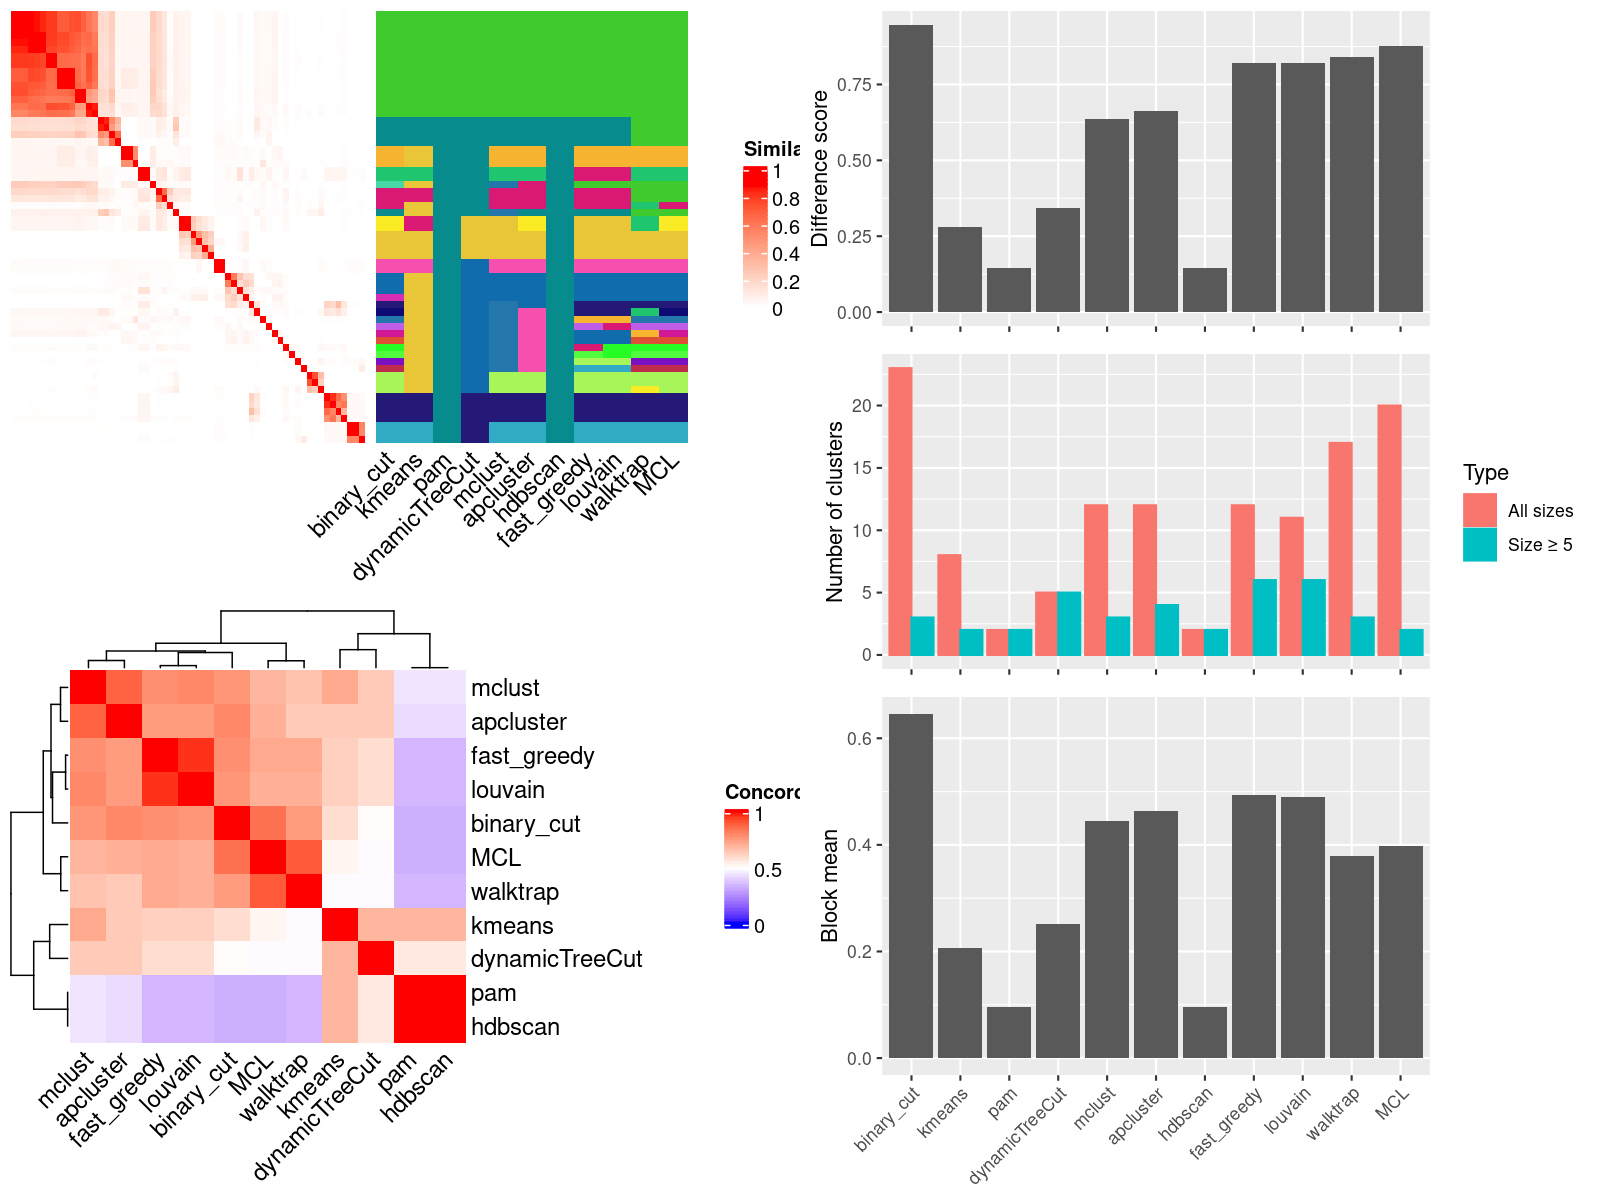 Simila
1
0.8
0.6
0.4
0.2
0
binary_cut
kmeans
pam
dynamicTreeCut
mclust
apcluster
hdbscan
fast_greedy
louvain
walktrap
MCL
mclust
apcluster
fast_greedy
louvain
binary_cut
MCL
walktrap
kmeans
dynamicTreeCut
pam
hdbscan
mclust
apcluster
fast_greedy
louvain
binary_cut
MCL
walktrap
kmeans
dynamicTreeCut
pam
hdbscan
Concord
1
0.5
0
Difference score
0.75
0.50
0.25
0.00
Number of clusters
20
15
10
5
0
Type
All sizes
Size ≥ 5
Block mean
0.6
0.4
0.2
0.0
binary_cut
kmeans
pam
dynamicTreeCut
mclust
apcluster
hdbscan
fast_greedy
louvain
walktrap
MCL